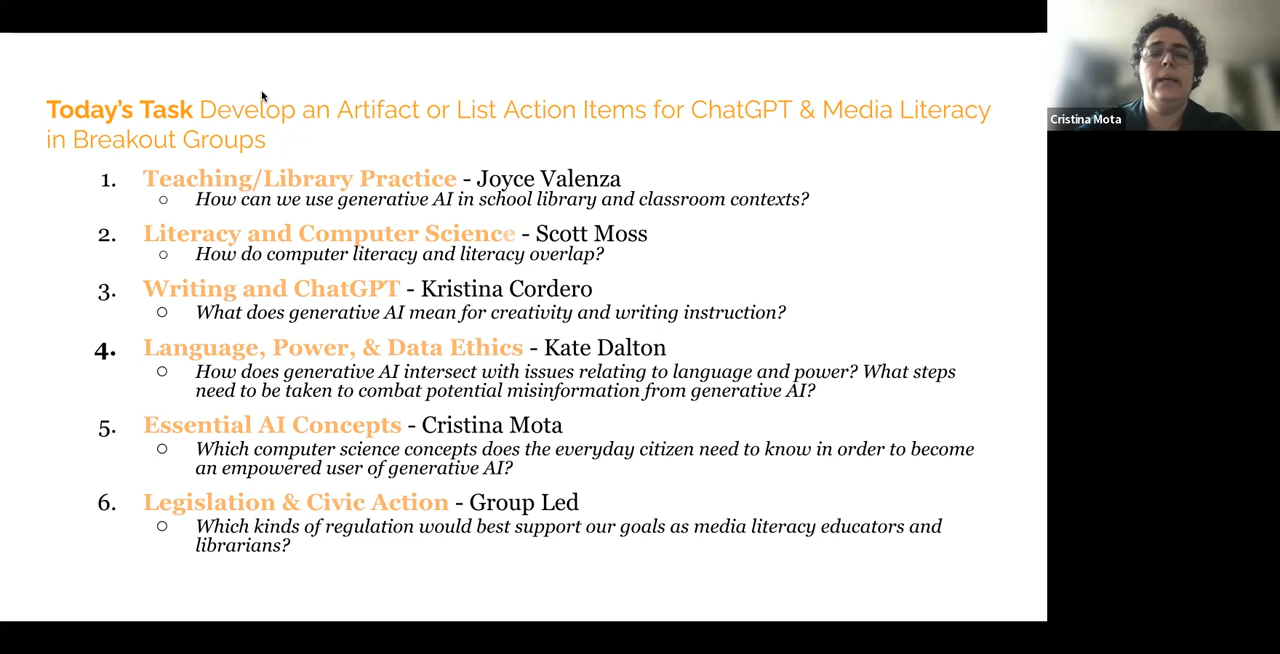 Today's Task Develop an Artifact or List Action Items for ChatGPT & Media Literacy
in Breakout Groups
1. Teaching/Library Practice - Joyce Valenza
○ How can we use generative AI in school library and classroom contexts?
2. Literacy and Computer Science - Scott Moss
○ How do computer literacy and literacy overlap?
3. Writing and ChatGPT - Kristina Cordero
○ What does generative AI mean for creativity and writing instruction?
4. Language, Power, & Data Ethics - Kate Dalton
○ How does generative AI intersect with issues relating to language and power? What steps
need to be taken to combat potential misinformation from generative AI?
5. Essential AI Concepts - Cristina Mota
○ Which computer science concepts does the everyday citizen need to know in order to become
an empowered user of generative AI?
6. Legislation & Civic Action - Group Led
○ Which kinds of regulation would best support our goals as media literacy educators and
librarians?
Cristina Mota